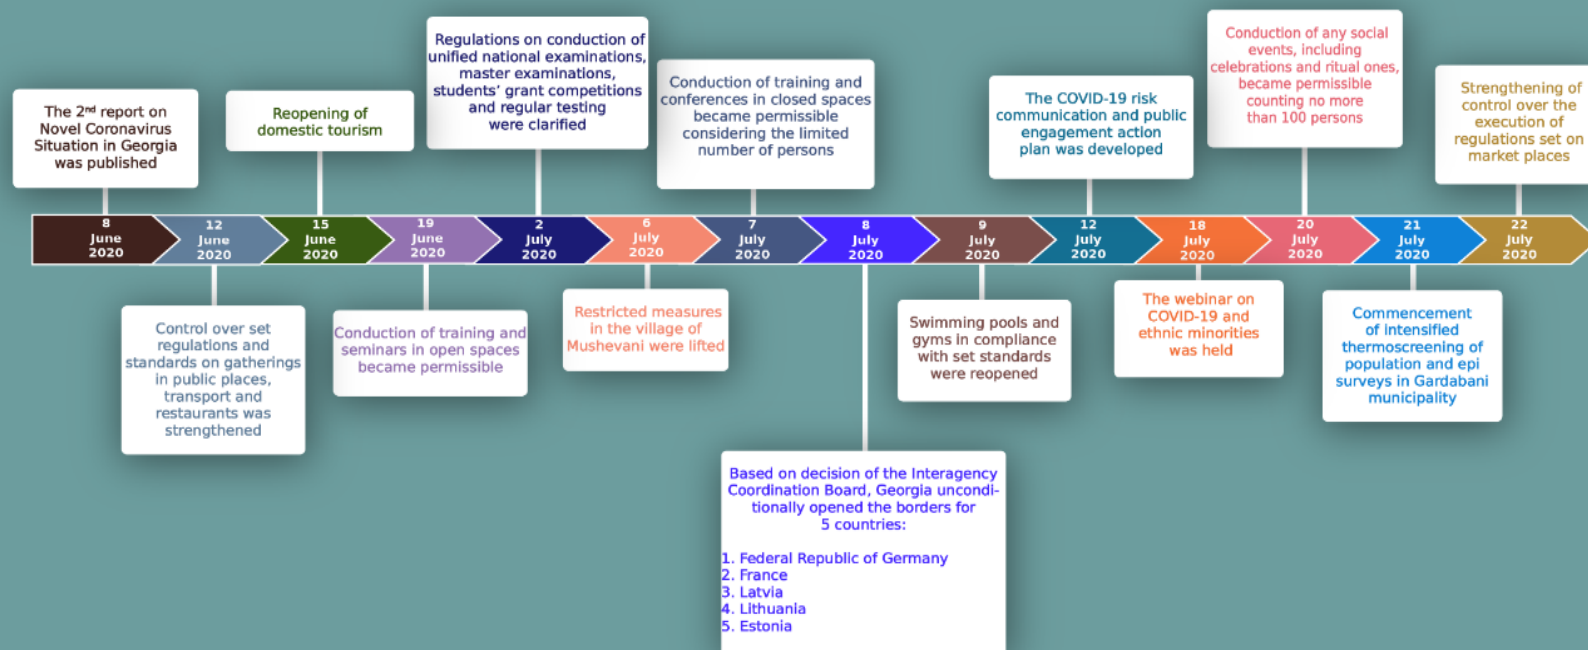 The 2nd report on
Novel Coronavirus
Situation in Georgia
was published
8
June
2020
12
June
2020
Control over set
regulations and
standards on gatherings
in public places,
transport and
restaurants was
strengthened
Reopening of
domestic tourism
15
June
2020
19
June
2020
Conduction of training and
seminars in open spaces
became permissible
Regulations on conduction of
unified national examinations,
master examinations,
students’ grant competitions
and regular testing
were clarified
2
July
2020
6
July
2020
Restricted measures
in the village of
Mushevani were lifted
Conduction of training and
conferences in closed spaces
became permissible
considering the limited
number of persons
7
July
2020
8
July
2020
Based on decision of the Interagency
Coordination Board, Georgia uncondi-
tionally opened the borders for
5 countries:
1. Federal Republic of Germany
2. France
3. Latvia
4. Lithuania
5. Estonia
9
July
2020
Swimming pools and
gyms in compliance
with set standards
were reopened
The COVID-19 risk
communication and public
engagement action
plan was developed
12
July
2020
18
July
2020
The webinar on
COVID-19 and
ethnic minorities
was held
Conduction of any social
events, including
celebrations and ritual ones,
became permissible
counting no more
than 100 persons
20
July
2020
21
July
2020
Commencement
of intensified
thermoscreening of
population and epi
surveys in Gardabani
municipality
Strengthening of
control over the
execution of
regulations set on
market places
22
July
2020